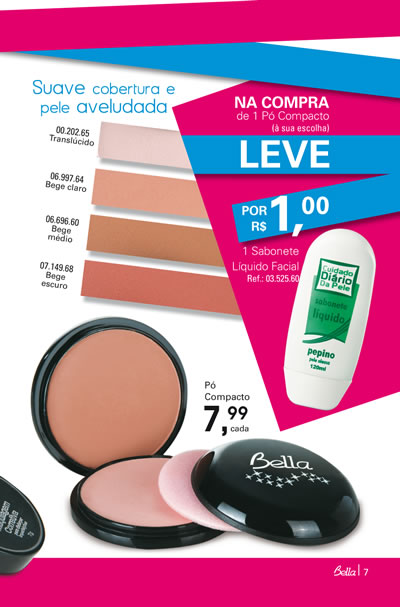 Suave cobertura e
pele aveludada
00.202.65
Translúcido
06.997.64
Bege claro
06.696.60
Bege
médio
07.149.68
Bege
escuro
NA COMPRA
de 1 Pó Compacto
(à sua escolha)
LEVE
POR
R$ 1,00
1 Sabonete
Líquido Facial
Ref.: 03.525.60
Cuidado
Diário
Da Pele
sabonete
líquido
pepino
pele oleosa
120ml
Pó
Compacto
7,99
cada
Bella
Bella | 7